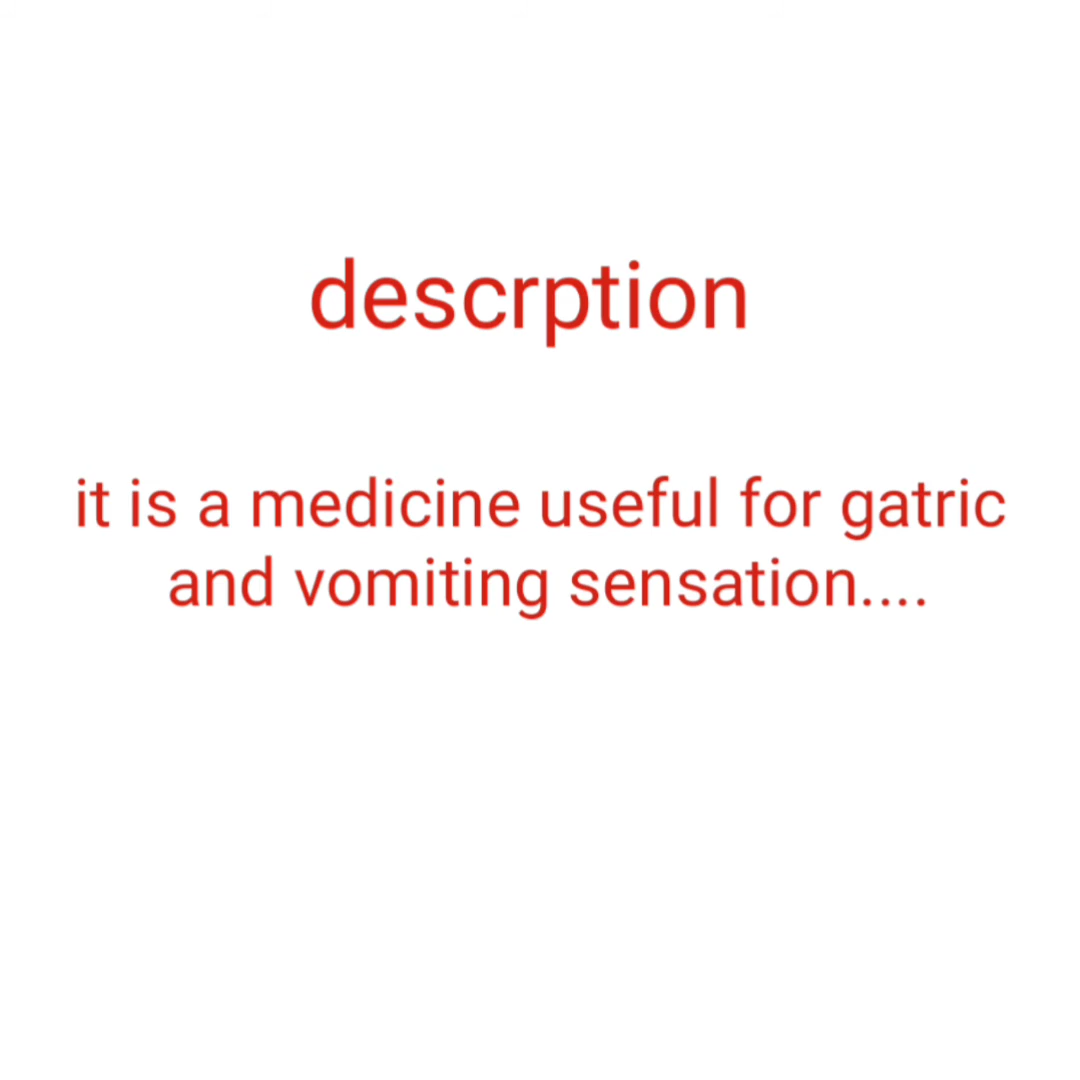 descrption
it is a medicine useful for gatric
and vomiting sensation....